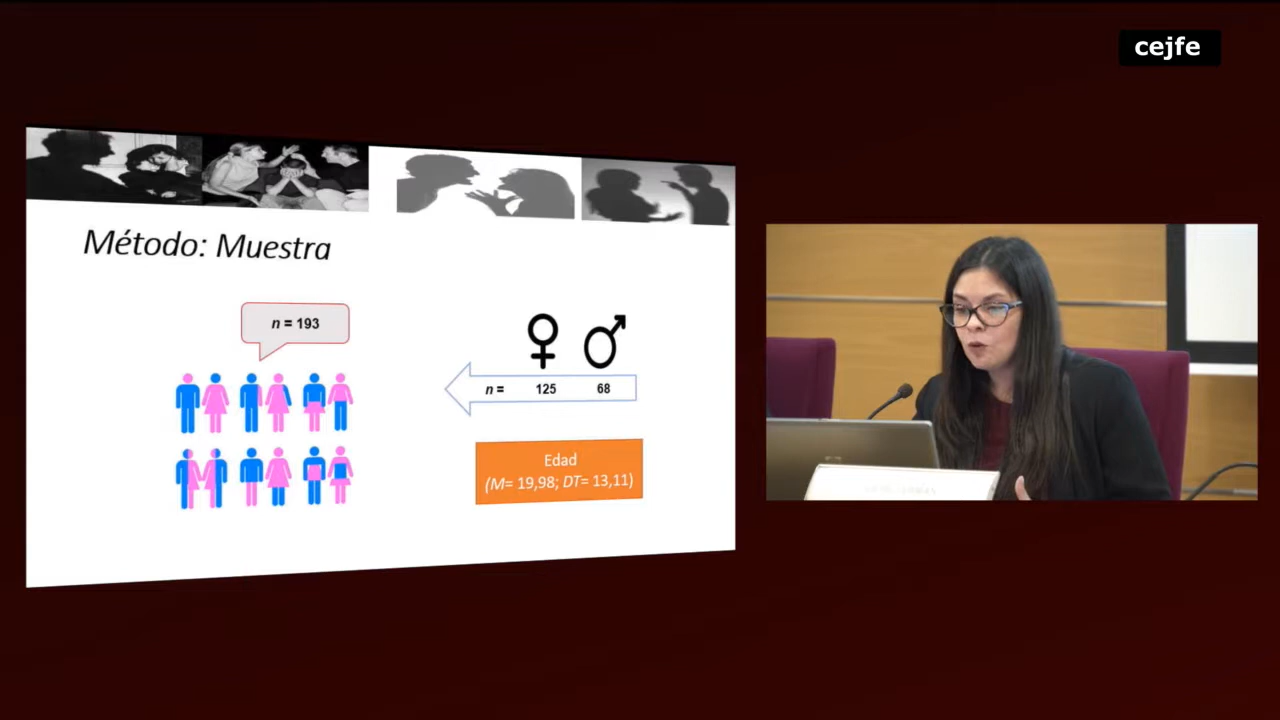 cejfe
Método: Muestra
n = 193
n = 125 68
Edad
(M= 19,98; DT= 13,11)